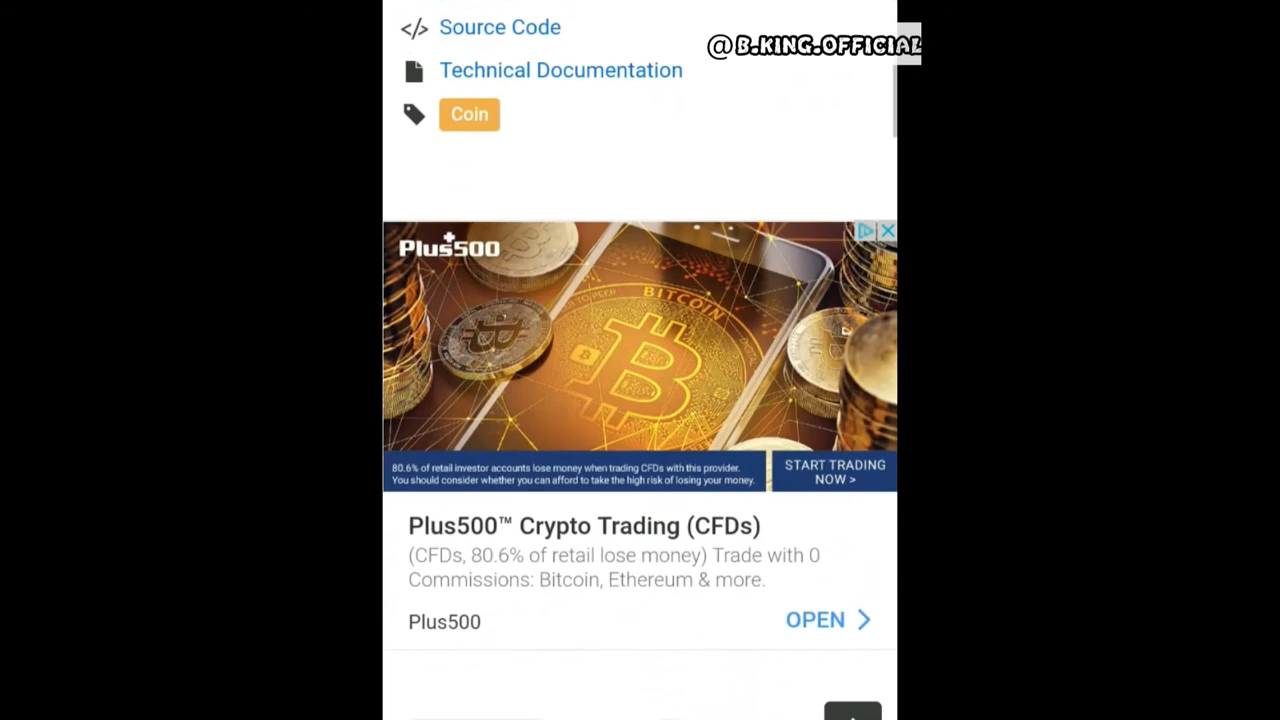 Source Code
@B.KING.OFFICIAL
Technical Documentation
Coin
Plus500
BITCOIN
80.6% of retail investor accounts lose money when trading CFDs with this provider.
You should consider whether you can afford to take the high risk of losing your money.
START TRADING
NOW >
Plus500™ Crypto Trading (CFDs)
(CFDs, 80.6% of retail lose money) Trade with 0
Commissions: Bitcoin, Ethereum & more.
Plus500
OPEN